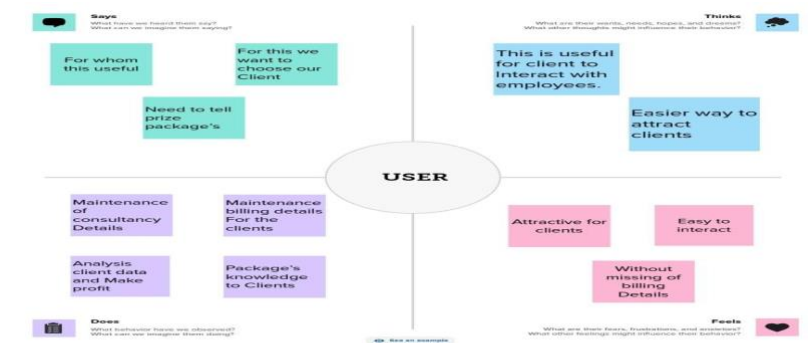 Says
What have we heard them say?
What can we imagine them saying?
For whom
this useful
For this we
want to
choose our
Client
Need to tell
prize
package's
Thinks
What are their wants, needs, hopes, and dreams?
What other thoughts might influence their behavior?
This is useful
for client to
Interact with
employees.
Easier way to
attract
clients
USER
Maintenance
of
consultancy
Details
Maintenance
billing details
For the
clients
Analysis
client data
and Make
profit
Package's
knowledge
to Clients
Does
What behavior have we observed?
What can we imagine them doing?
Attractive for
clients
Easy to
interact
Without
missing of
billing
Details
Feels
What are their fears, frustrations, and anxieties?
What other feelings might influence their behavior?
See an example